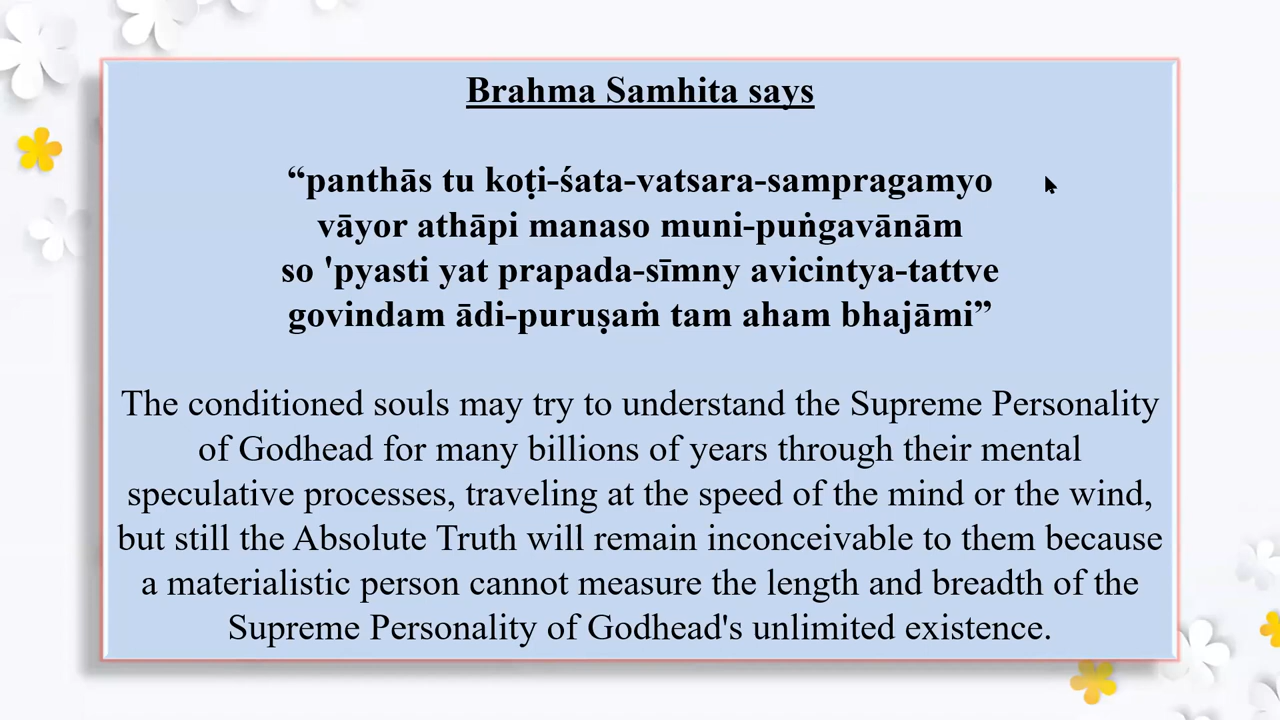 Brahma Samhita says
“panthās tu koṭi-śata-vatsara-sampragamyo
vāyor athāpi manaso muni-puṅgavānām
so 'pyasti yat prapada-sīmny avicintya-tattve
govindam ādi-puruṣaṁ tam aham bhajāmi”
The conditioned souls may try to understand the Supreme Personality
of Godhead for many billions of years through their mental
speculative processes, traveling at the speed of the mind or the wind,
but still the Absolute Truth will remain inconceivable to them because
a materialistic person cannot measure the length and breadth of the
Supreme Personality of Godhead's unlimited existence.